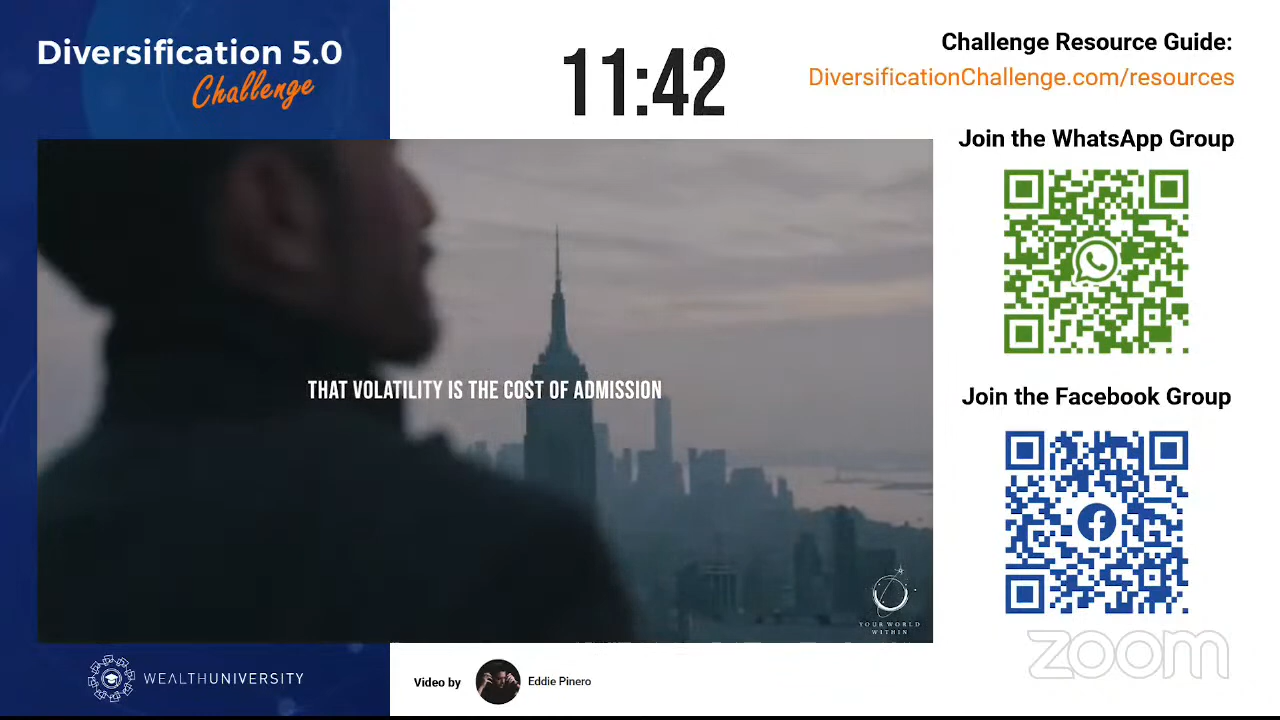 Diversification 5.0
Challenge
11:42
Challenge Resource Guide:
DiversificationChallenge.com/resources
Join the WhatsApp Group
THAT VOLATILITY IS THE COST OF ADMISSION
Join the Facebook Group
YOUR WORLD
WITHIN
zoom
WEALTHUNIVERSITY
Video by
Eddie Pinero